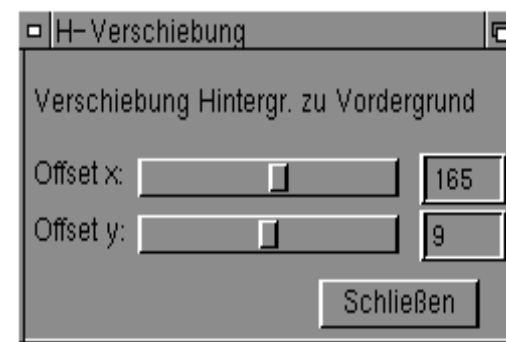 H-Verschiebung
Verschiebung Hintergr. zu Vordergrund
Offset x: 165
Offset y: 9
Schließen